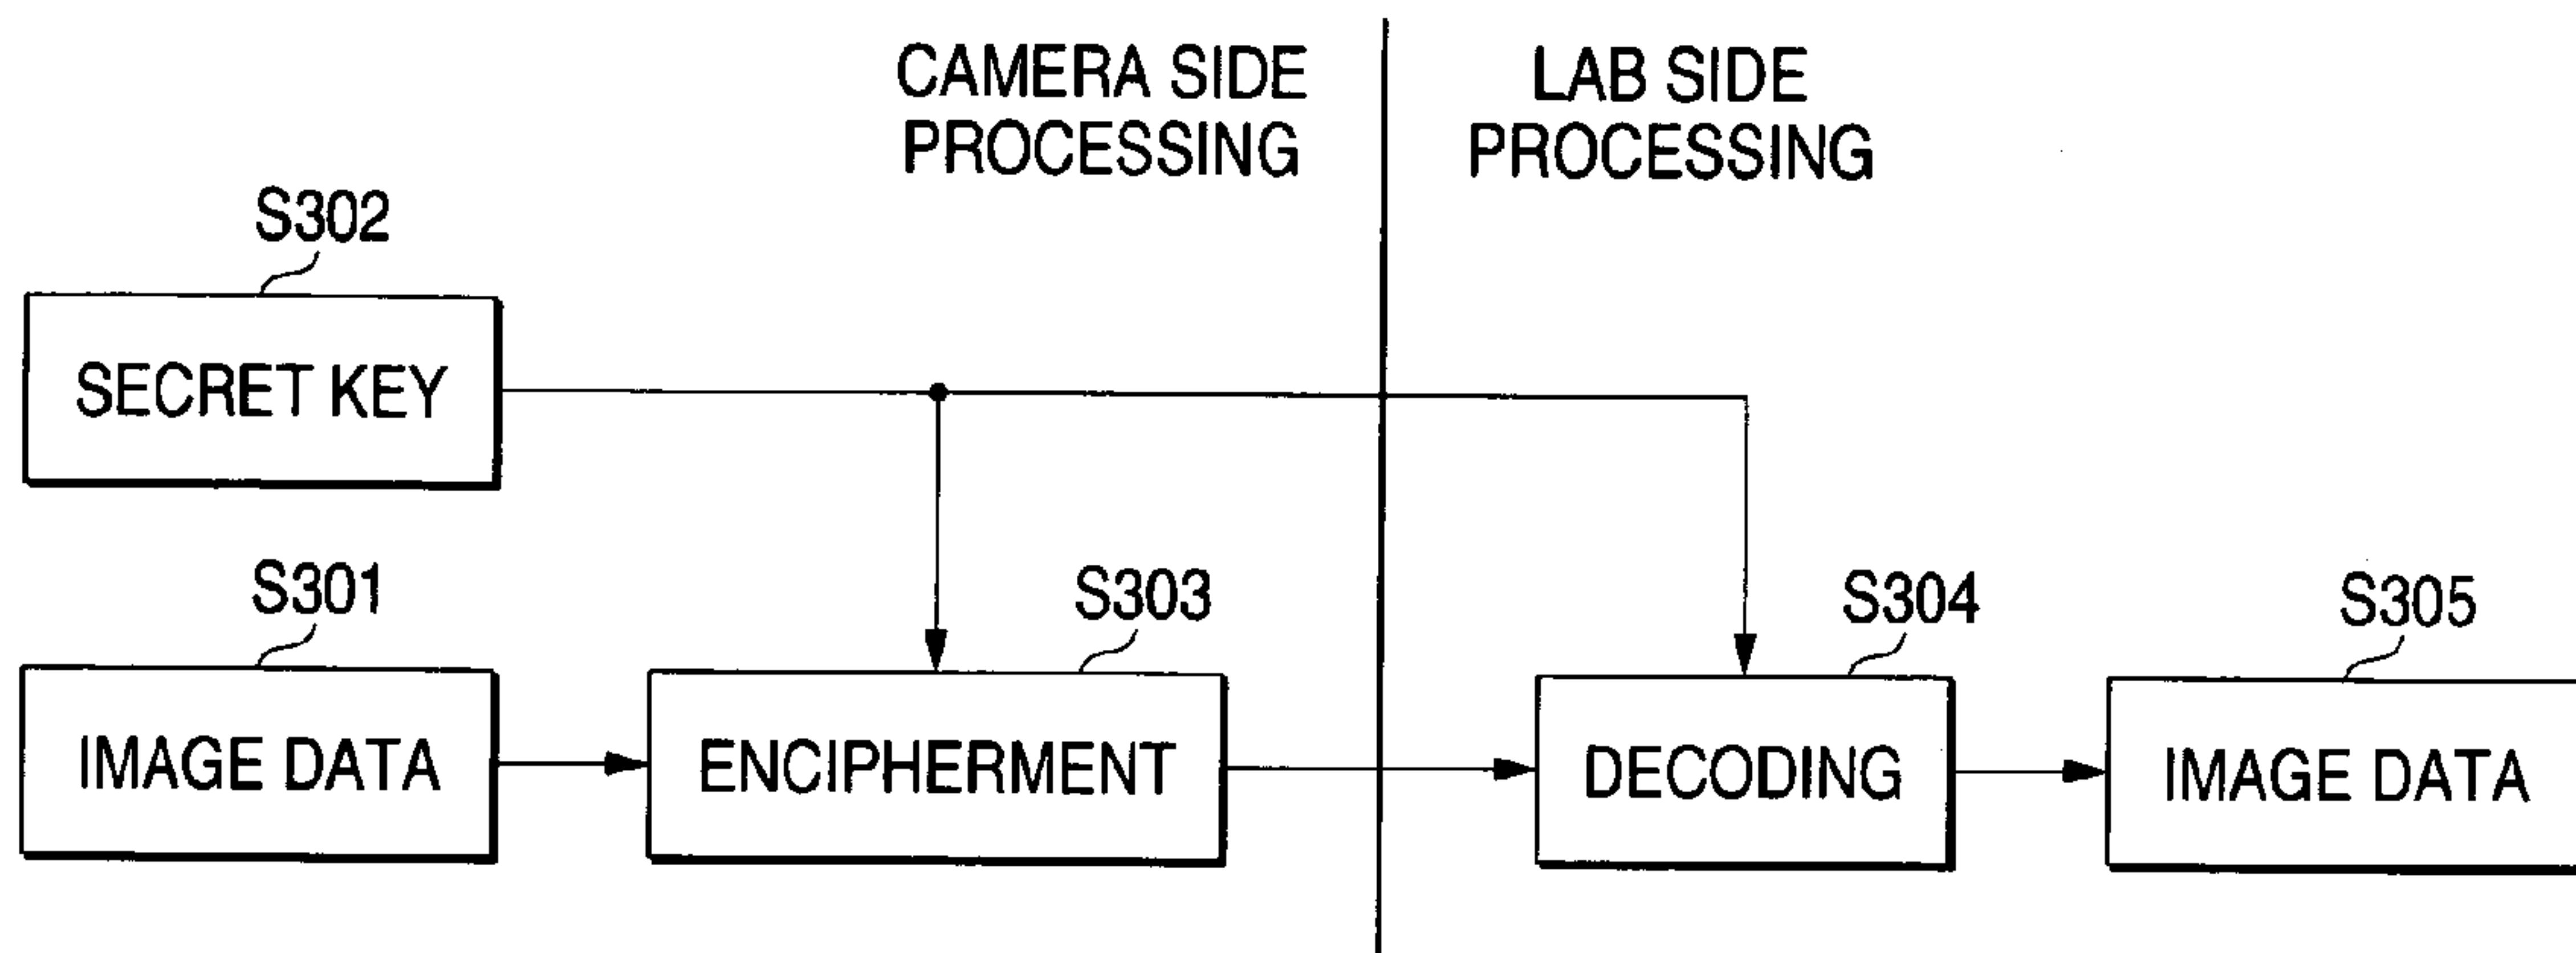 CAMERA SIDE
PROCESSING
LAB SIDE
PROCESSING
S302
SECRET KEY
S301
S303
S304
S305
IMAGE DATA
ENCIPHERMENT
DECODING
IMAGE DATA